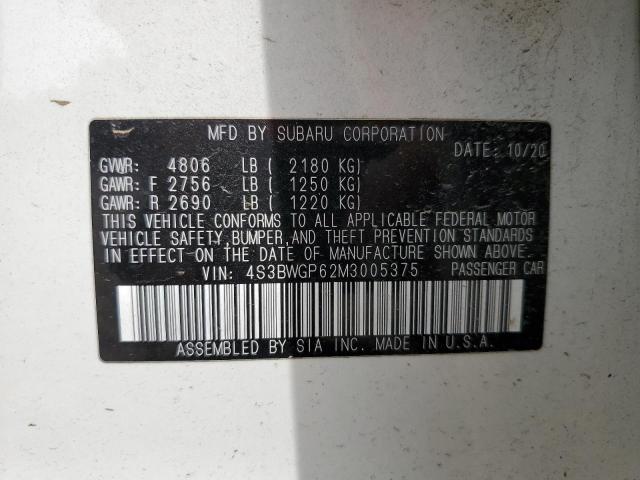 MFD BY SUBARU CORPORATION
DATE: 10/20
GVWR: 4806 LB ( 2180 KG)
GAWR: F 2756 LB ( 1250 KG)
GAWR: R 2690 LB ( 1220 KG)
THIS VEHICLE CONFORMS TO ALL APPLICABLE FEDERAL MOTOR
VEHICLE SAFETY, BUMPER, AND THEFT PREVENTION STANDARDS
IN EFFECT ON THE DATE OF MANUFACTURE SHOWN ABOVE.
VIN: 4S3BWGP62M3005375 PASSENGER CAR
ASSEMBLED BY SIA INC. MADE IN U.S.A.